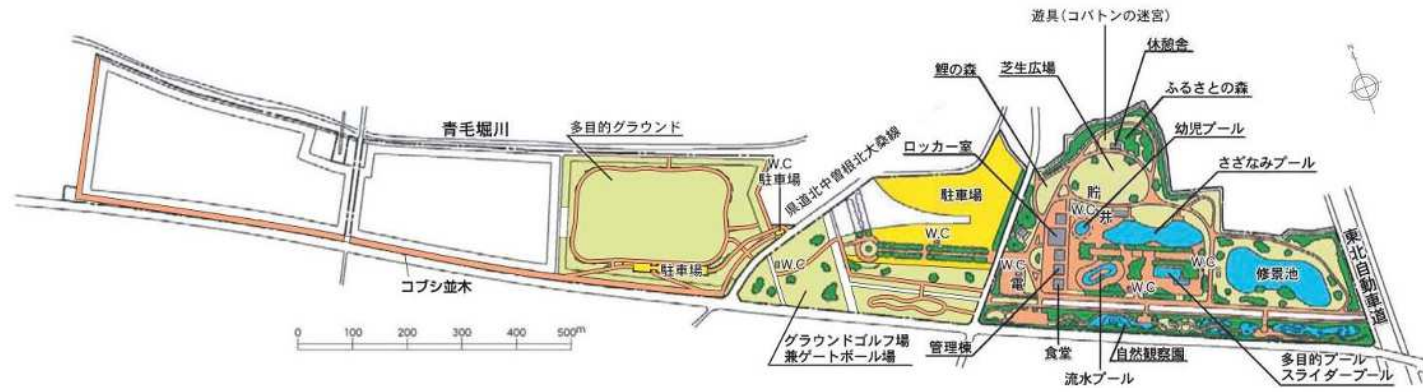 遊具(コバトンの迷宮)
休憩舎
鯉の森
芝生広場
ふるさとの森
N
青毛堀川
多目的グラウンド
幼児プール
ロッカー室
さざなみプール
W.C
駐車場
県道北中曽根北大桑線
駐車場
貯
W.C
井
W.C
W.C
駐車場
W.C
電
W.C
W.C
修景池
東北自動車道
コブシ並木
0 100 200 300 400 500m
グラウンドゴルフ場
兼ゲートボール場
管理棟
食堂
流水プール
自然観察園
多目的プール
スライダープール